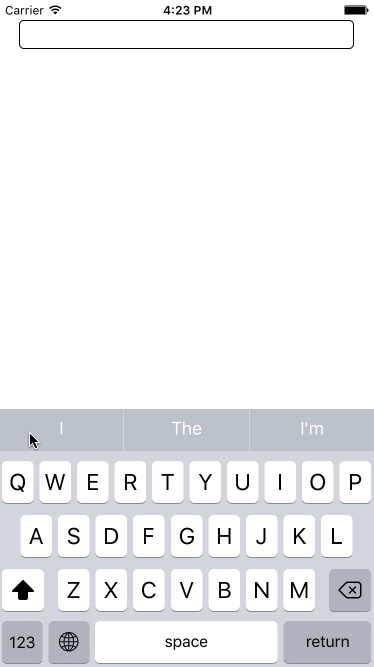 Carrier 4:23 PM
I The I'm
Q W E R T Y U I O P
A S D F G H J K L
Z X C V B N M
123 space return